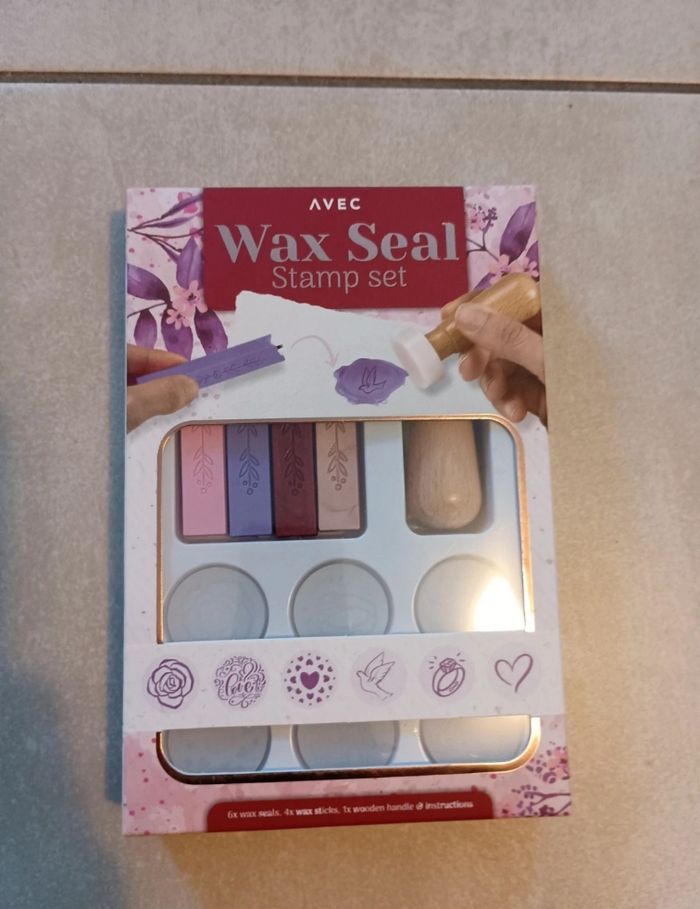 AVEC
Wax Seal
Stamp set
love
6x wax seals, 4x wax sticks, 1x wooden handle & instructions